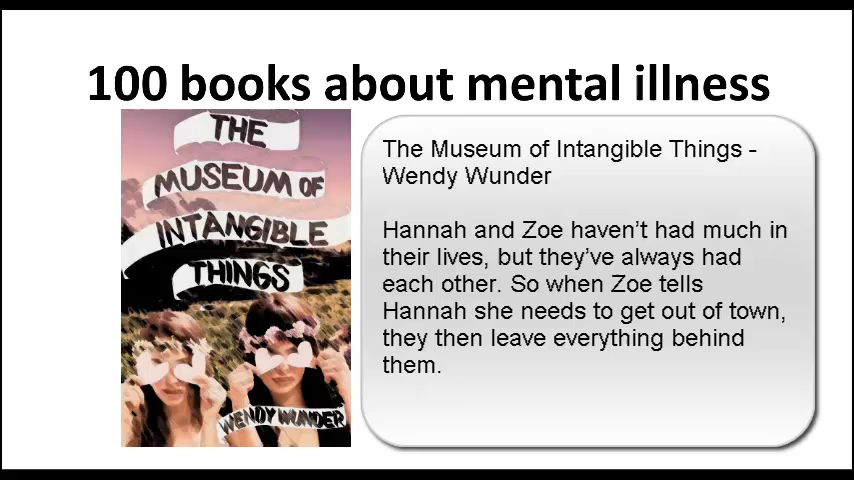 100 books about mental illness
THE
MUSEUM OF
INTANGIBLE
THINGS
WENDY WUNDER
The Museum of Intangible Things -
Wendy Wunder
Hannah and Zoe haven’t had much in
their lives, but they’ve always had
each other. So when Zoe tells
Hannah she needs to get out of town,
they then leave everything behind
them.